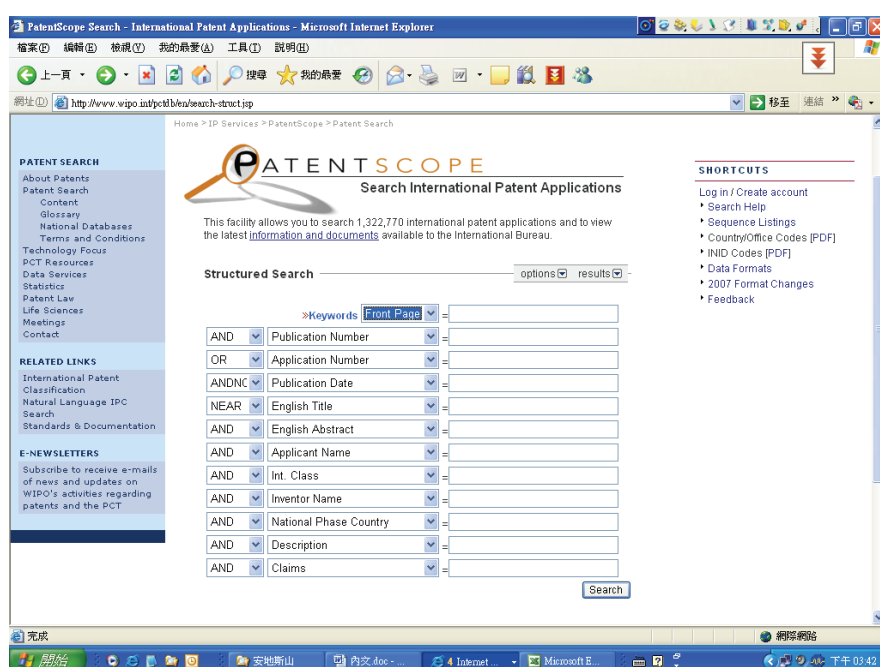 PatentScope Search - International Patent Applications - Microsoft Internet Explorer
檔案(F) 編輯(E) 檢視(V) 我的最愛(A) 工具(T) 說明(H)
上一頁 搜尋 我的最愛
網址(D) http://www.wipo.int/pctdb/en/search-struct.jsp 移至 連結 »
Home > IP Services > PatentScope > Patent Search
PATENT SEARCH
About Patents
Patent Search
Content
Glossary
National Databases
Terms and Conditions
Technology Focus
PCT Resources
Data Services
Statistics
Patent Law
Life Sciences
Meetings
Contact
RELATED LINKS
International Patent
Classification
Natural Language IPC
Search
Standards & Documentation
E-NEWSLETTERS
Subscribe to receive e-mails
of news and updates on
WIPO's activities regarding
patents and the PCT
PATENTSCOPE
Search International Patent Applications
This facility allows you to search 1,322,770 international patent applications and to view
the latest information and documents available to the International Bureau.
Structured Search options results
»Keywords Front Page =
AND Publication Number =
OR Application Number =
ANDNO Publication Date =
NEAR English Title =
AND English Abstract =
AND Applicant Name =
AND Int. Class =
AND Inventor Name =
AND National Phase Country =
AND Description =
AND Claims =
Search
SHORTCUTS
Log in / Create account
Search Help
Sequence Listings
Country/Office Codes [PDF]
INID Codes [PDF]
Data Formats
2007 Format Changes
Feedback
完成 網際網路
開始 安地斯山 內文.doc - ... 4 Internet ... Microsoft E... 下午 03:42